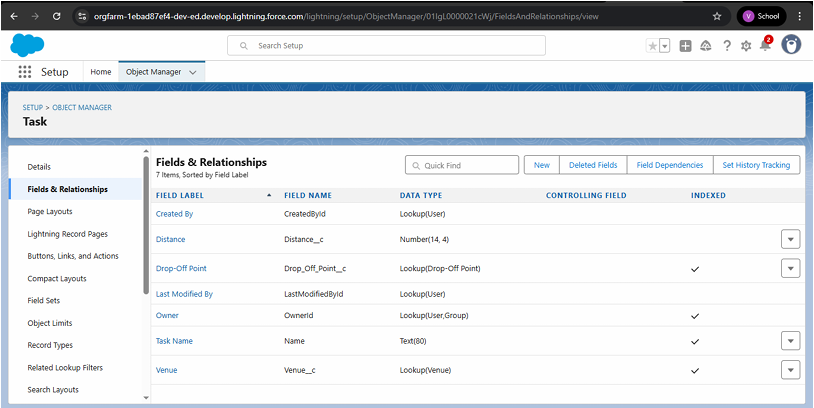 orgfarm-1ebad87ef4-dev-ed.develop.lightning.force.com/lightning/setup/ObjectManager/01IgL0000021cWj/FieldsAndRelationships/view
V School
Search Setup
2
Setup Home Object Manager
SETUP > OBJECT MANAGER
Task
Details
Fields & Relationships
Page Layouts
Lightning Record Pages
Buttons, Links, and Actions
Compact Layouts
Field Sets
Object Limits
Record Types
Related Lookup Filters
Search Layouts
Fields & Relationships
7 Items, Sorted by Field Label
Quick Find New Deleted Fields Field Dependencies Set History Tracking
FIELD LABEL FIELD NAME DATA TYPE CONTROLLING FIELD INDEXED
Created By CreatedById Lookup(User)
Distance Distance__c Number(14, 4)
Drop-Off Point Drop_Off_Point__c Lookup(Drop-Off Point)
Last Modified By LastModifiedById Lookup(User)
Owner OwnerId Lookup(User,Group)
Task Name Name Text(80)
Venue Venue__c Lookup(Venue)